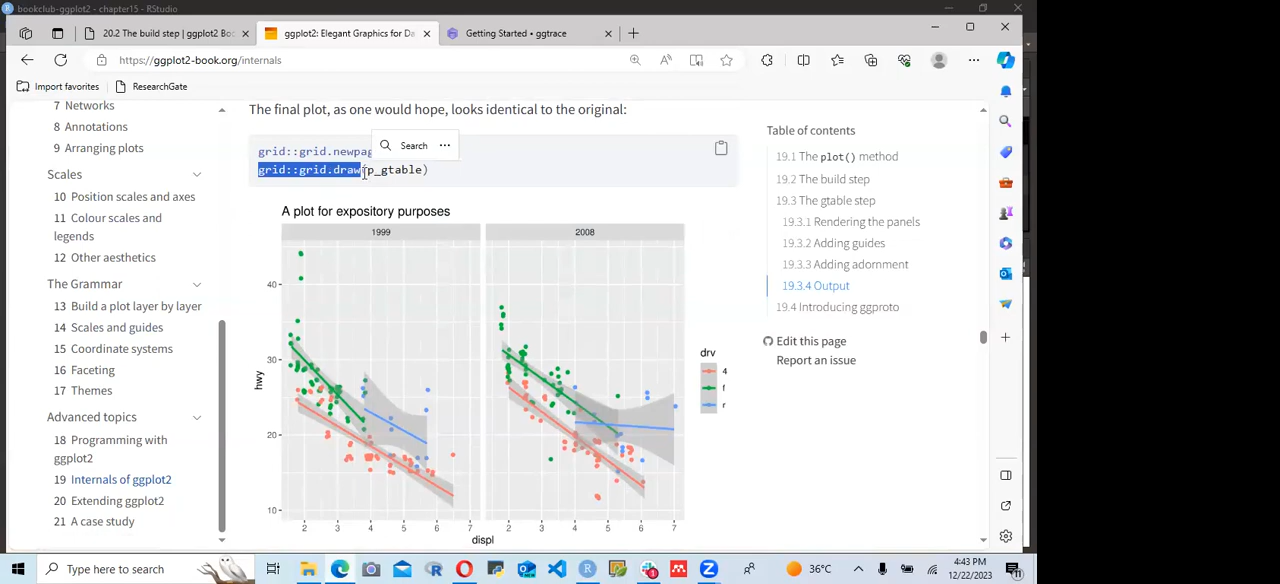 bookclub-ggplot2 - chapter15 - RStudio
20.2 The build step | ggplot2 Bo
ggplot2: Elegant Graphics for Da
Getting Started • ggtrace
https://ggplot2-book.org/internals
Import favorites
ResearchGate
7 Networks
8 Annotations
9 Arranging plots
Scales
10 Position scales and axes
11 Colour scales and
legends
12 Other aesthetics
The Grammar
13 Build a plot layer by layer
14 Scales and guides
15 Coordinate systems
16 Faceting
17 Themes
Advanced topics
18 Programming with
ggplot2
19 Internals of ggplot2
20 Extending ggplot2
21 A case study
The final plot, as one would hope, looks identical to the original:
Search
grid::grid.newpag
grid::grid.draw(p_gtable)
A plot for expository purposes
1999
2008
hwy
40
30
20
10
2
3
4
5
6
7
2
3
4
5
6
7
displ
drv
4
f
r
Table of contents
19.1 The plot() method
19.2 The build step
19.3 The gtable step
19.3.1 Rendering the panels
19.3.2 Adding guides
19.3.3 Adding adornment
19.3.4 Output
19.4 Introducing ggproto
Edit this page
Report an issue
Type here to search
36°C
4:43 PM
12/22/2023